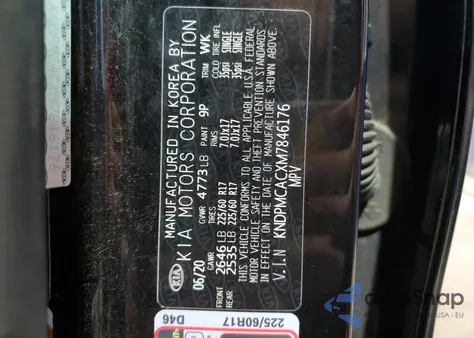 MANUFACTURED IN KOREA BY
KIA MOTORS CORPORATION
KIA
06/20 GVWR 4773 LB PAINT 9P TRIM WK
GAWR TIRES RIMS COLD TIRE INFL.
FRONT 2646 LB 225/60 R17 7.0Jx17 35psi SINGLE
REAR 2535 LB 225/60 R17 7.0Jx17 35psi SINGLE
THIS VEHICLE CONFORMS TO ALL APPLICABLE U.S.A. FEDERAL
MOTOR VEHICLE SAFETY AND THEFT PREVENTION STANDARDS
IN EFFECT ON THE DATE OF MANUFACTURE SHOWN ABOVE.
V.I.N KNDPMCACXM7846176
MPV
D46 225/60R17